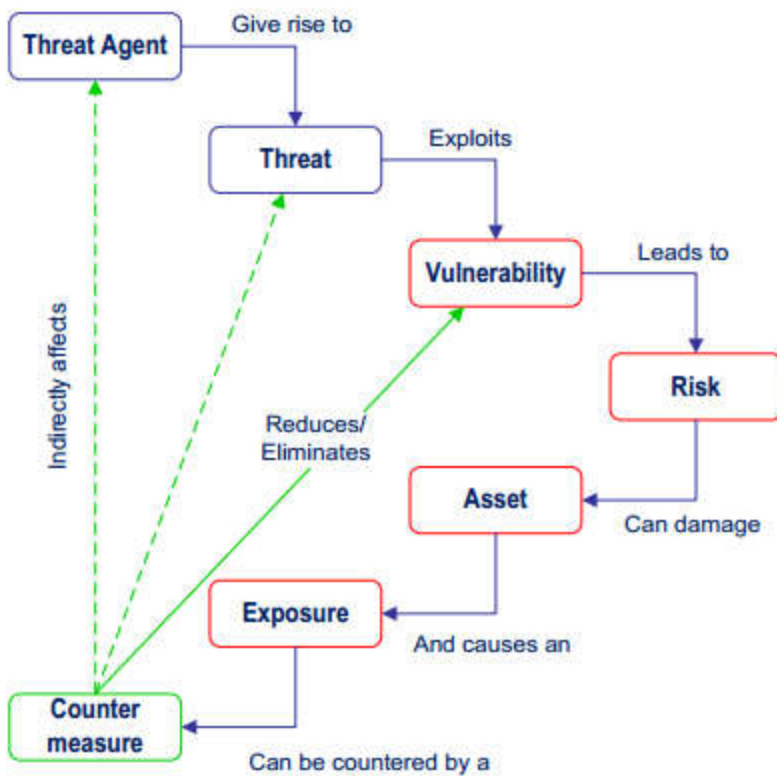 Give rise to
Threat Agent
Threat
Exploits
Vulnerability
Leads to
Risk
Indirectly affects
Reduces/
Eliminates
Asset
Can damage
Exposure
And causes an
Counter
measure
Can be countered by a